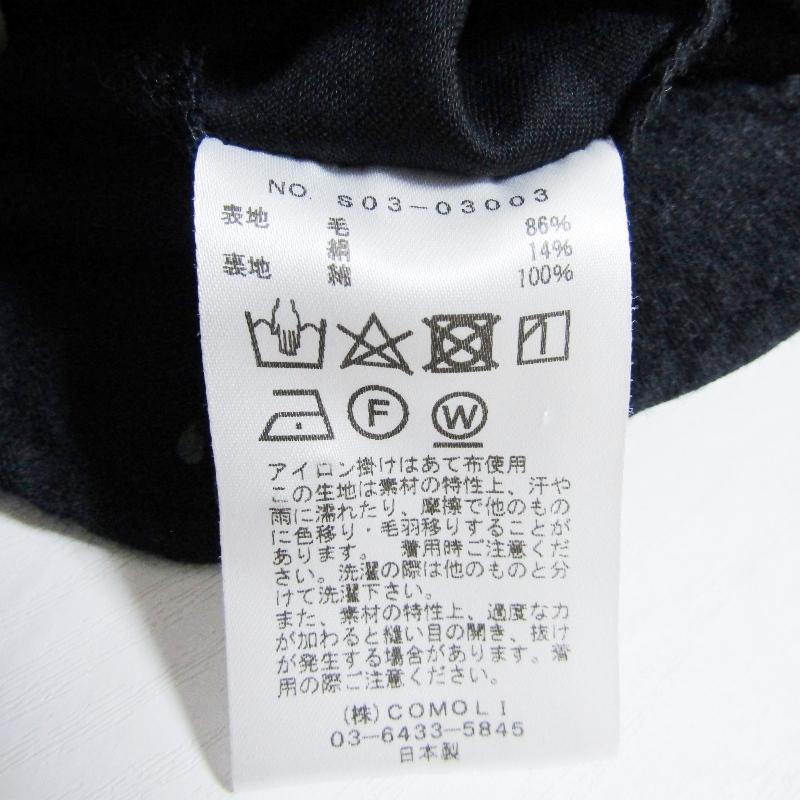 NO. S03-03003
表地 毛 86%
絹 14%
裏地 綿 100%
F W
アイロン掛けはあて布使用
この生地は素材の特性上、汗や
雨に濡れたり、摩擦で他のもの
に色移り・毛羽移りすることが
あります。 着用時ご注意くだ
さい。洗濯の際は他のものと分
けて洗濯下さい。
また、素材の特性上、過度な力
が加わると縫い目の開き、抜け
が発生する場合があります。着
用の際ご注意ください。
(株)COMOLI
03-6433-5845
日本製